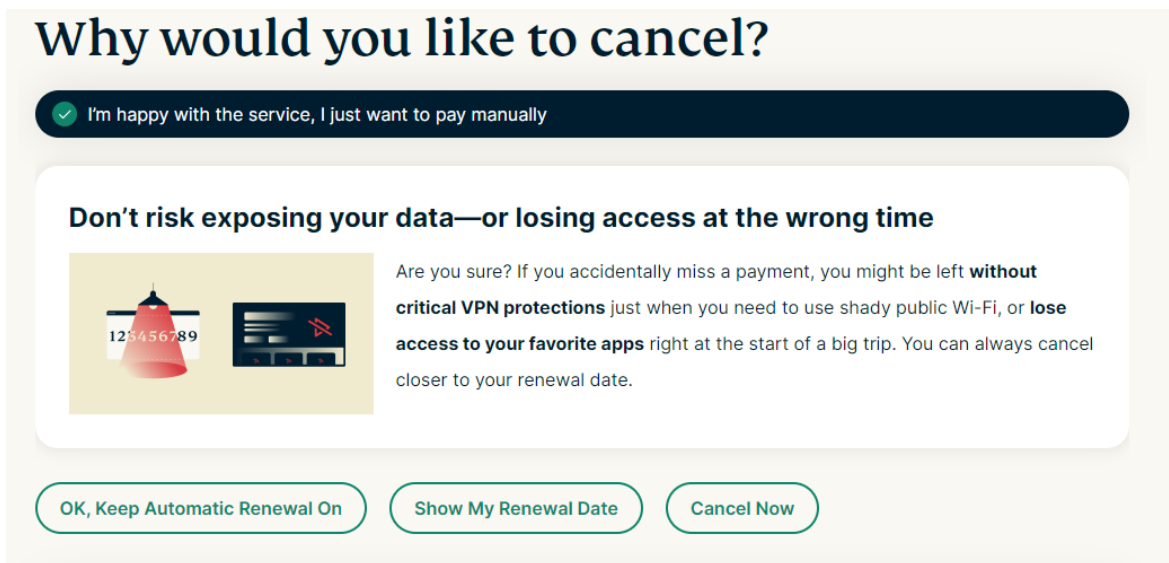 Why would you like to cancel?
I'm happy with the service, I just want to pay manually
Don't risk exposing your data—or losing access at the wrong time
123456789
Are you sure? If you accidentally miss a payment, you might be left without
critical VPN protections just when you need to use shady public Wi-Fi, or lose
access to your favorite apps right at the start of a big trip. You can always cancel
closer to your renewal date.
OK, Keep Automatic Renewal On
Show My Renewal Date
Cancel Now